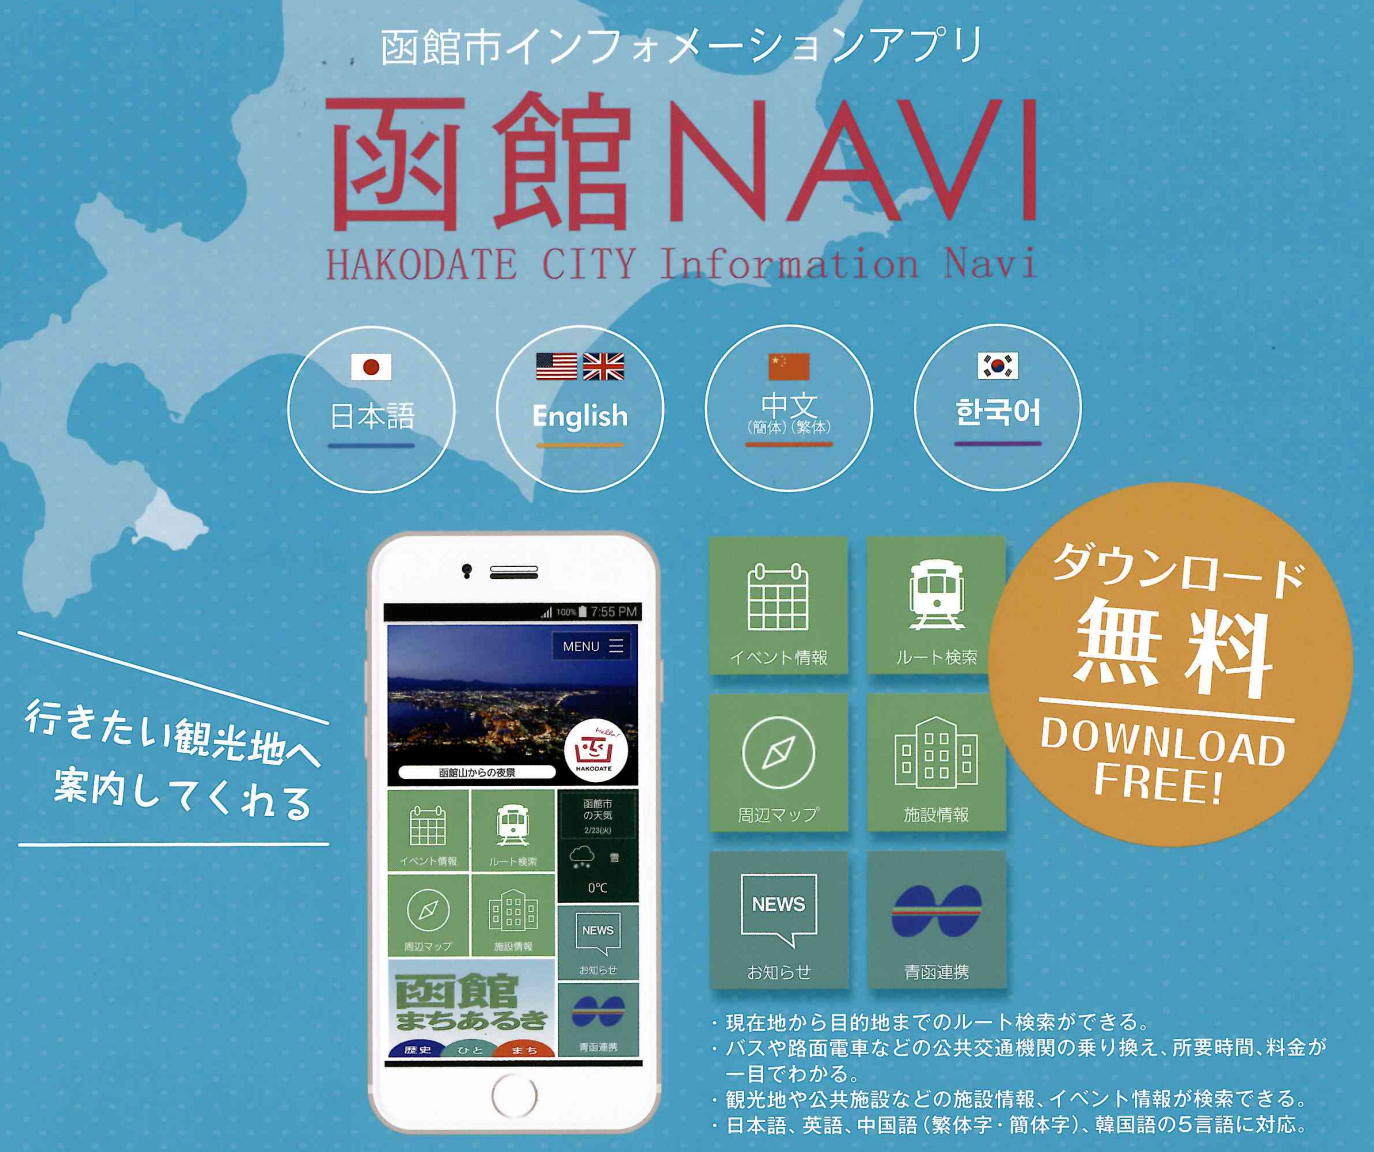 函館市インフォメーションアプリ
函館NAVI
HAKODATE CITY Information Navi
日本語
English
中文
（簡体）（繁体）
한국어
行きたい観光地へ
案内してくれる
100% 7:55 PM
MENU
Hello!
HAKODATE
函館山からの夜景
イベント情報
ルート検索
函館市
の天気
2/23(火)
雪
0℃
周辺マップ
施設情報
NEWS
お知らせ
函館
まちあるき
歴史
ひと
まち
青函連携
イベント情報
ルート検索
周辺マップ
施設情報
NEWS
お知らせ
青函連携
ダウンロード
無料
DOWNLOAD
FREE!
・現在地から目的地までのルート検索ができる。
・バスや路面電車などの公共交通機関の乗り換え、所要時間、料金が
一目でわかる。
・観光地や公共施設などの施設情報、イベント情報が検索できる。
・日本語、英語、中国語（繁体字・簡体字）、韓国語の5言語に対応。